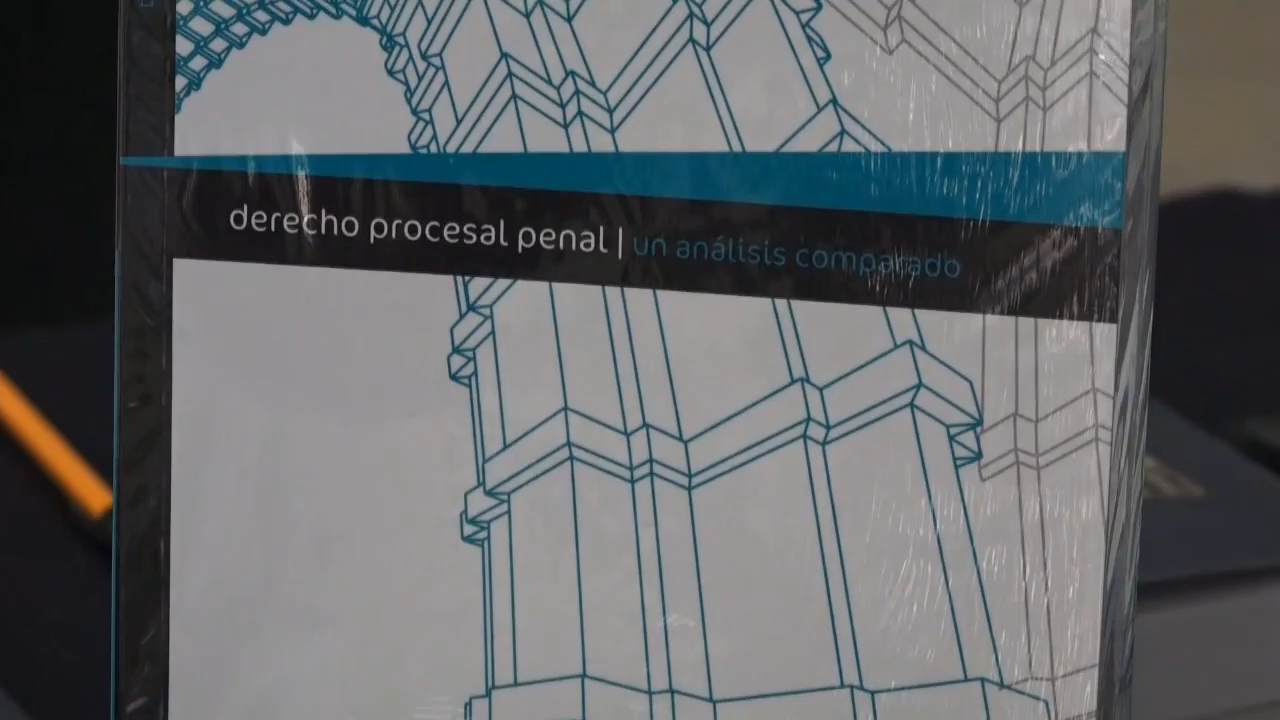 derecho procesal penal | un análisis comparado